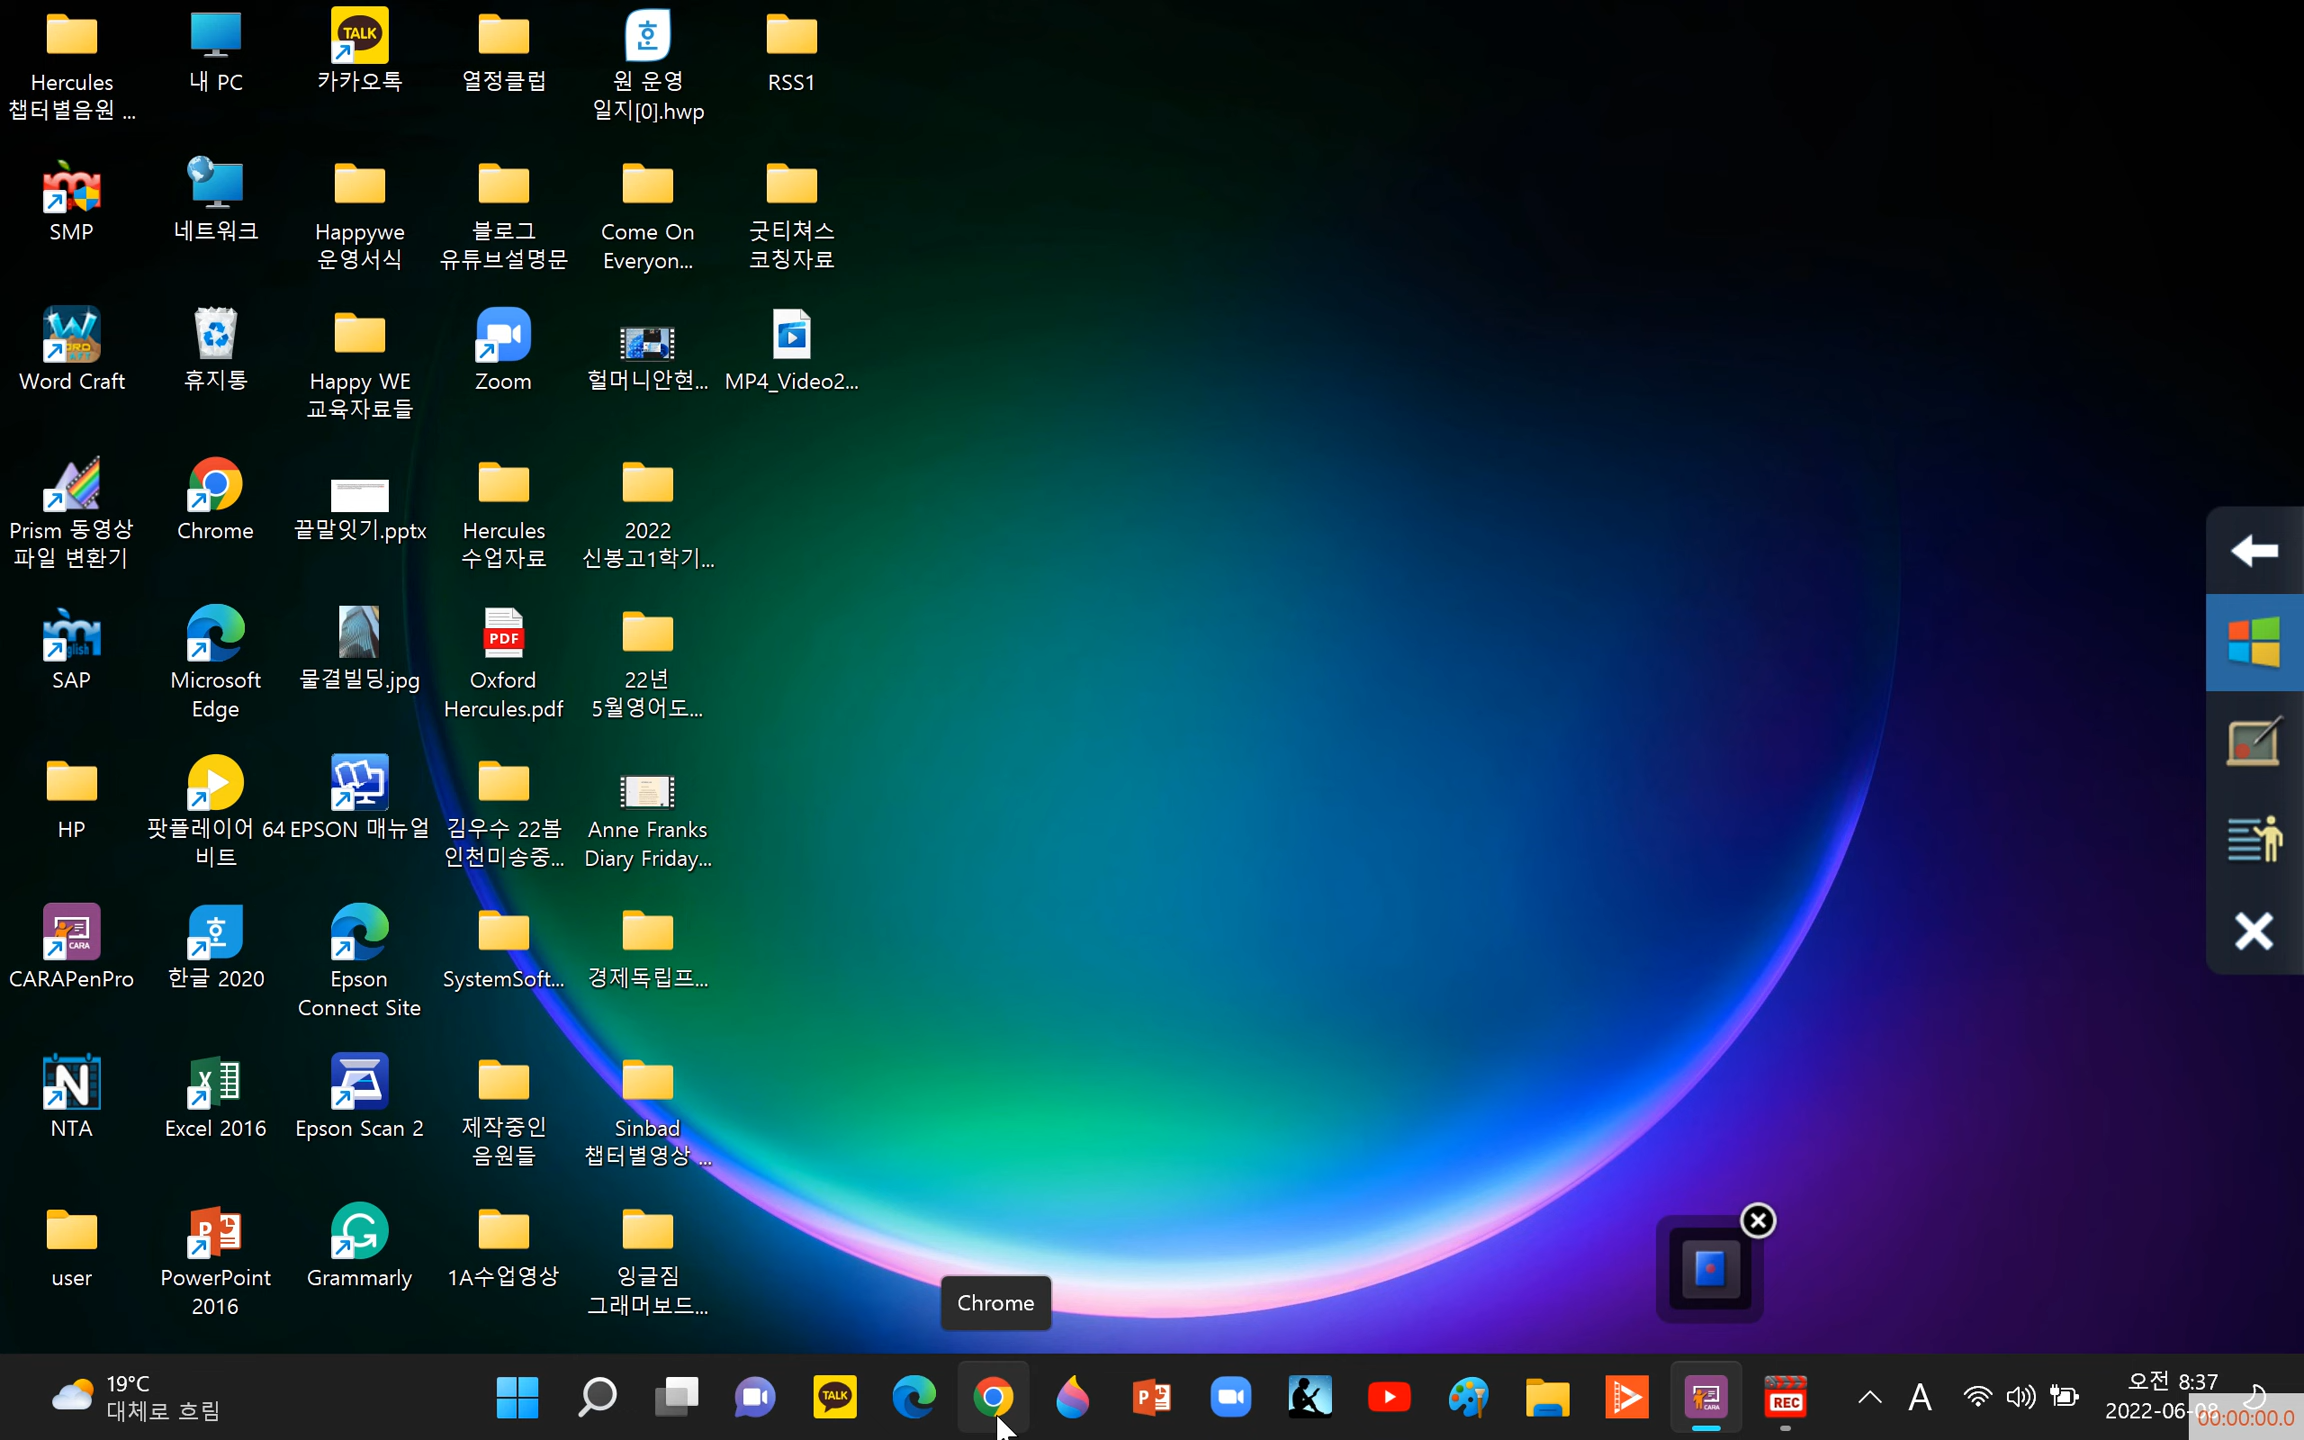 Hercules
챕터별음원 ...
내 PC
TALK
카카오톡
열정클럽
원 운영
일지[0].hwp
RSS1
SMP
네트워크
Happywe
운영서식
블로그
유튜브설명문
Come On
Everyon...
굿티쳐스
코칭자료
Word Craft
휴지통
Happy WE
교육자료들
Zoom
헐머니안현...
MP4_Video2...
Prism 동영상
파일 변환기
Chrome
끝말잇기.pptx
Hercules
수업자료
2022
신봉고1학기...
SAP
Microsoft
Edge
물결빌딩.jpg
PDF
Oxford
Hercules.pdf
22년
5월영어도...
HP
팟플레이어 64
비트
EPSON 매뉴얼
김우수 22봄
인천미송중...
Anne Franks
Diary Friday...
CARA
CARAPenPro
한글 2020
Epson
Connect Site
SystemSoft...
경제독립프...
NTA
Excel 2016
Epson Scan 2
제작중인
음원들
Sinbad
챕터별영상 ...
user
PowerPoint
2016
Grammarly
1A수업영상
잉글짐
그래머보드...
Chrome
19°C
대체로 흐림
TALK
CARA
REC
A
오전 8:37
2022-06-08
00:00:00.0